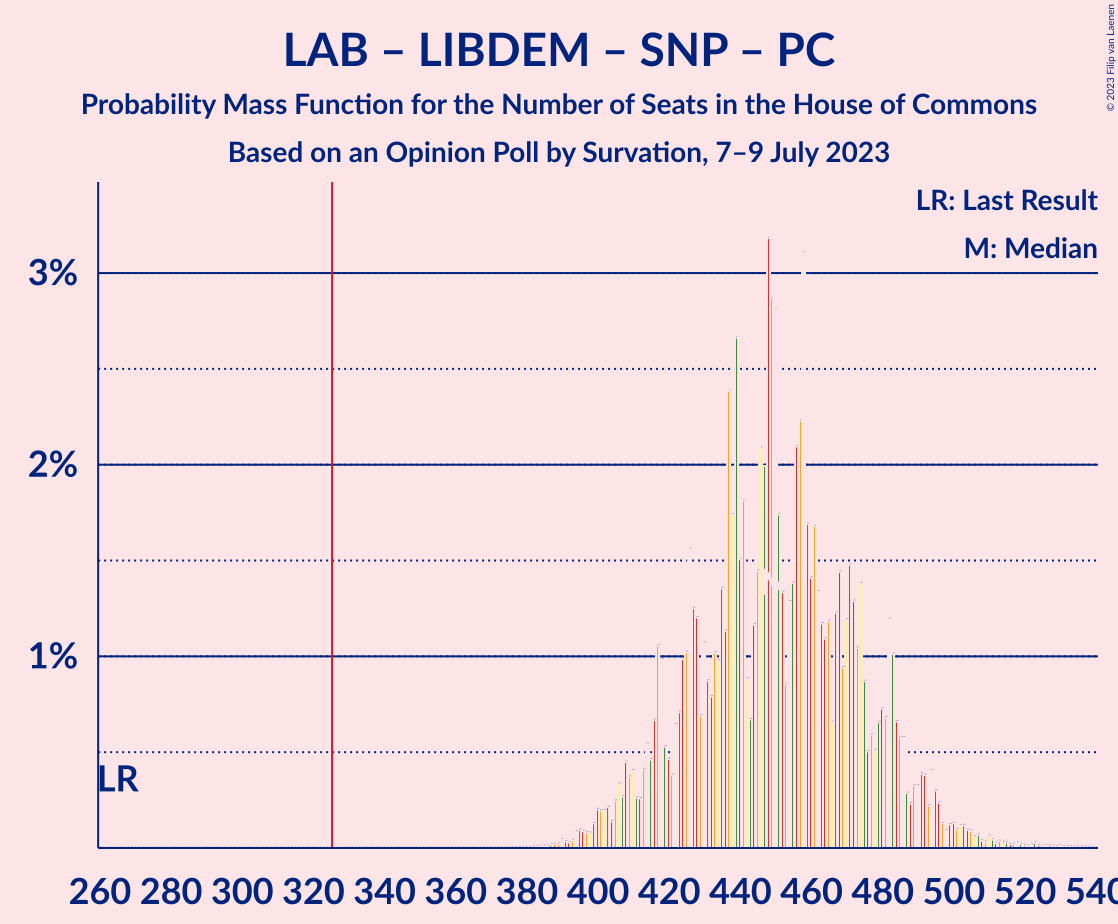 LAB – LIBDEM – SNP – PC
Probability Mass Function for the Number of Seats in the House of Commons
Based on an Opinion Poll by Survation, 7–9 July 2023
© 2023 Filip van Laenen
LR: Last Result
M: Median
3%
2%
1%
LR
260 280 300 320 340 360 380 400 420 440 460 480 500 520 540